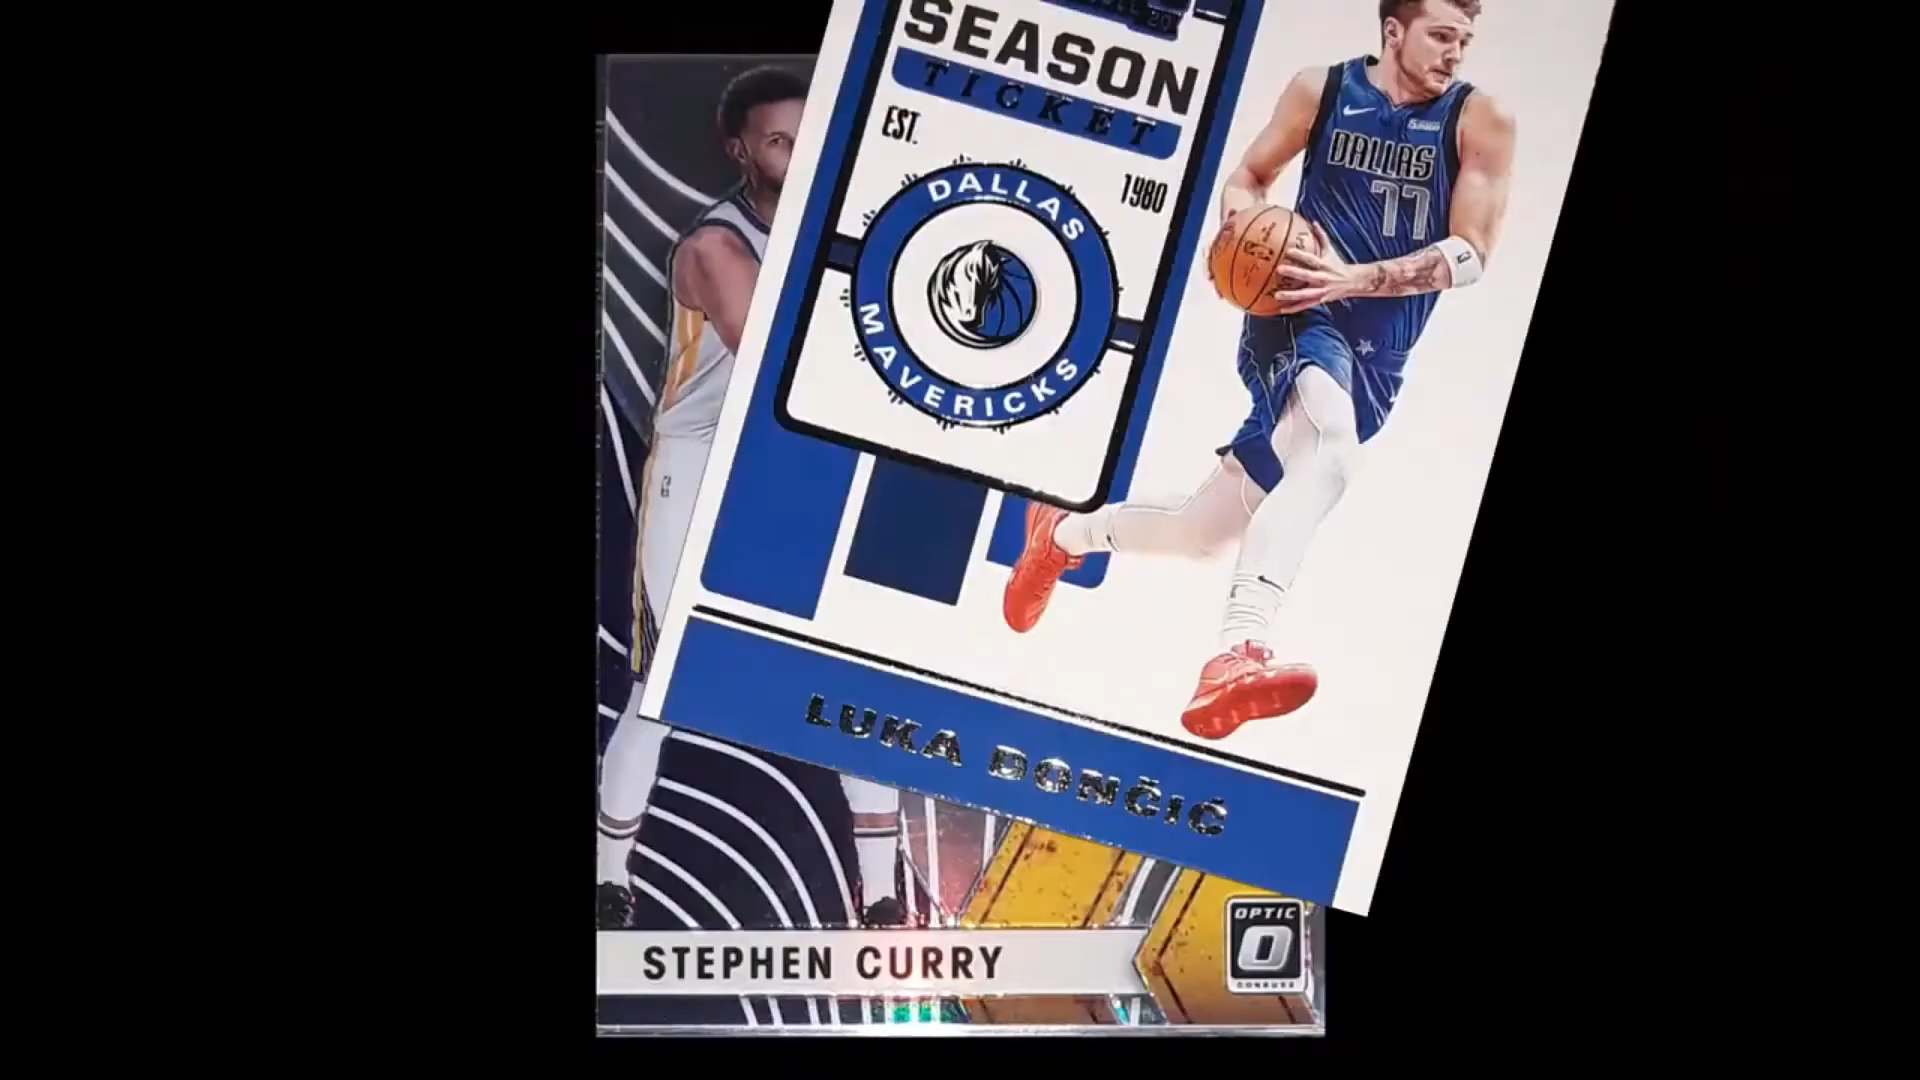 SEASON
TICKET
EST.
1980
DALLAS
MAVERICKS
DALLAS
77
LUKA DONČIĆ
STEPHEN CURRY
OPTIC
DONRUSS